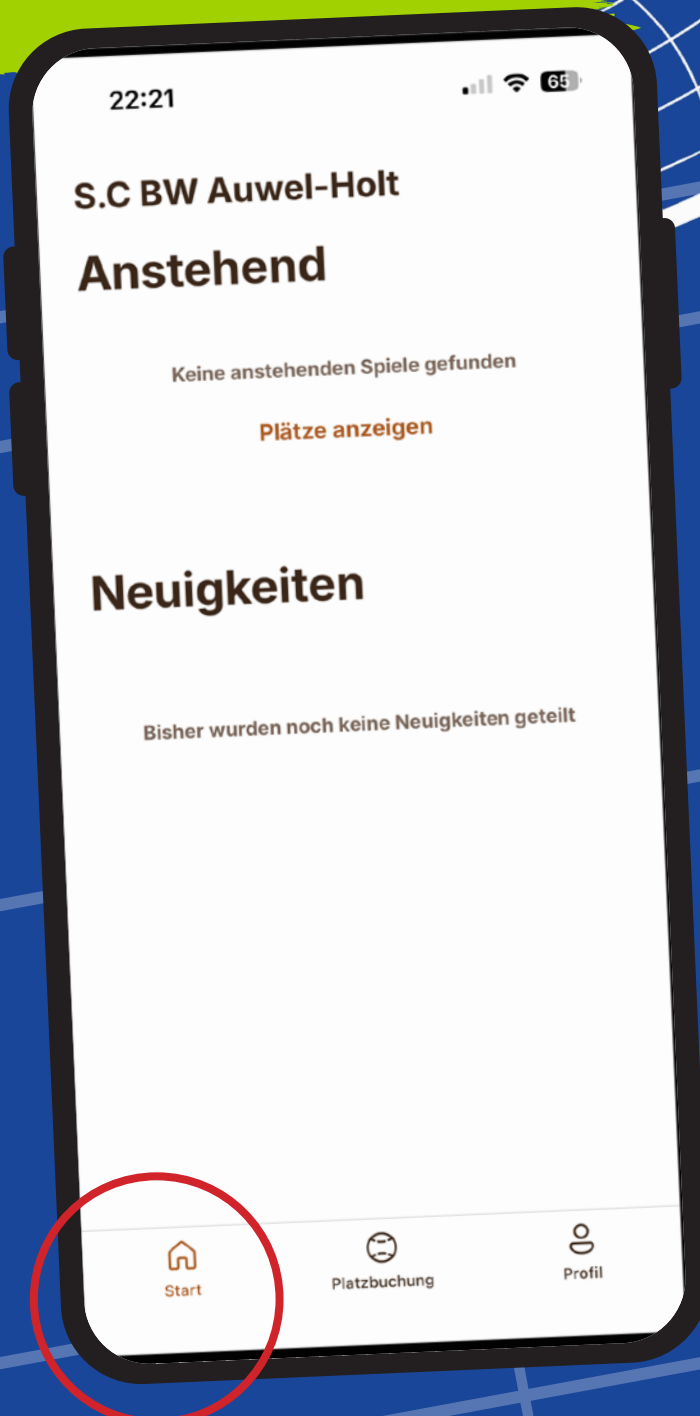 22:21
65
S.C BW Auwel-Holt
Anstehend
Keine anstehenden Spiele gefunden
Plätze anzeigen
Neuigkeiten
Bisher wurden noch keine Neuigkeiten geteilt
Start
Platzbuchung
Profil